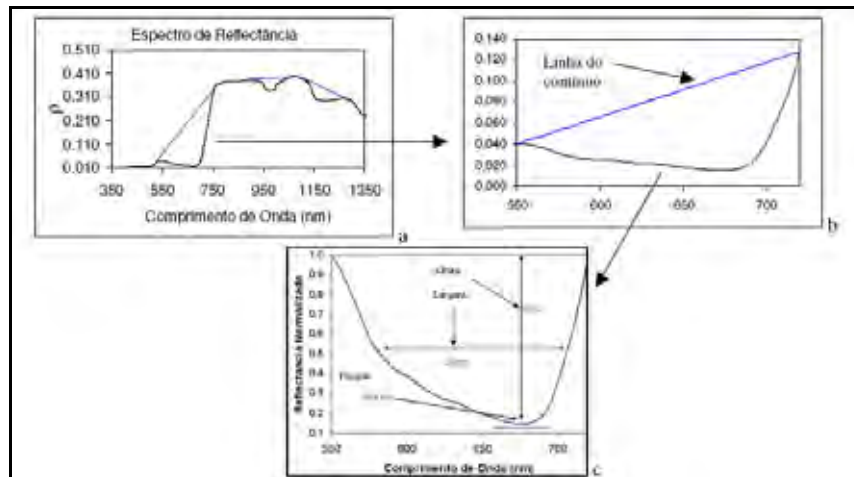 Espectro de Reflectância
0.510
0.410
0.310
0.210
0.110
0.010
ρ
350 550 750 950 1150 1350
Comprimento de Onda (nm)
a
0.140
0.120
0.100
0.080
0.060
0.040
0.020
0.000
Linha do
contínuo
550 600 650 700
b
1.0
0.9
0.8
0.7
0.6
0.5
0.4
0.3
0.2
0.1
Reflectância Normalizada
Largura
550 600 650 700
Comprimento de Onda (nm)
c